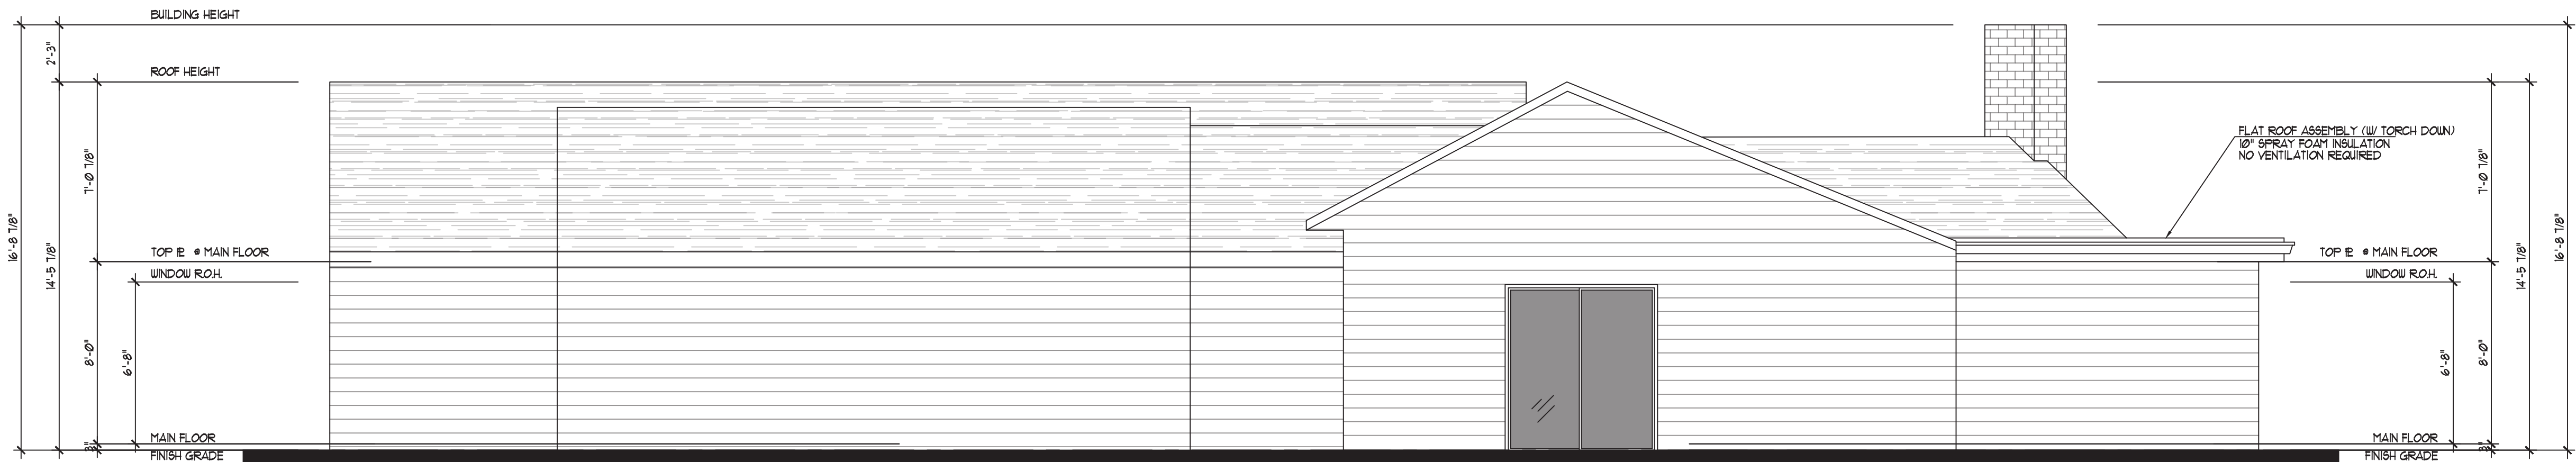 BUILDING HEIGHT
2'-3"
ROOF HEIGHT
7'-0 7/8"
FLAT ROOF ASSEMBLY (W/ TORCH DOWN)
10" SPRAY FOAM INSULATION
NO VENTILATION REQUIRED
7'-0 7/8"
16'-8 7/8"
14'-5 7/8"
TOP PL @ MAIN FLOOR
WINDOW R.O.H.
8'-0"
6'-8"
MAIN FLOOR
3"
FINISH GRADE
TOP PL @ MAIN FLOOR
WINDOW R.O.H.
14'-5 7/8"
16'-8 7/8"
6'-8"
8'-0"
MAIN FLOOR
3"
FINISH GRADE